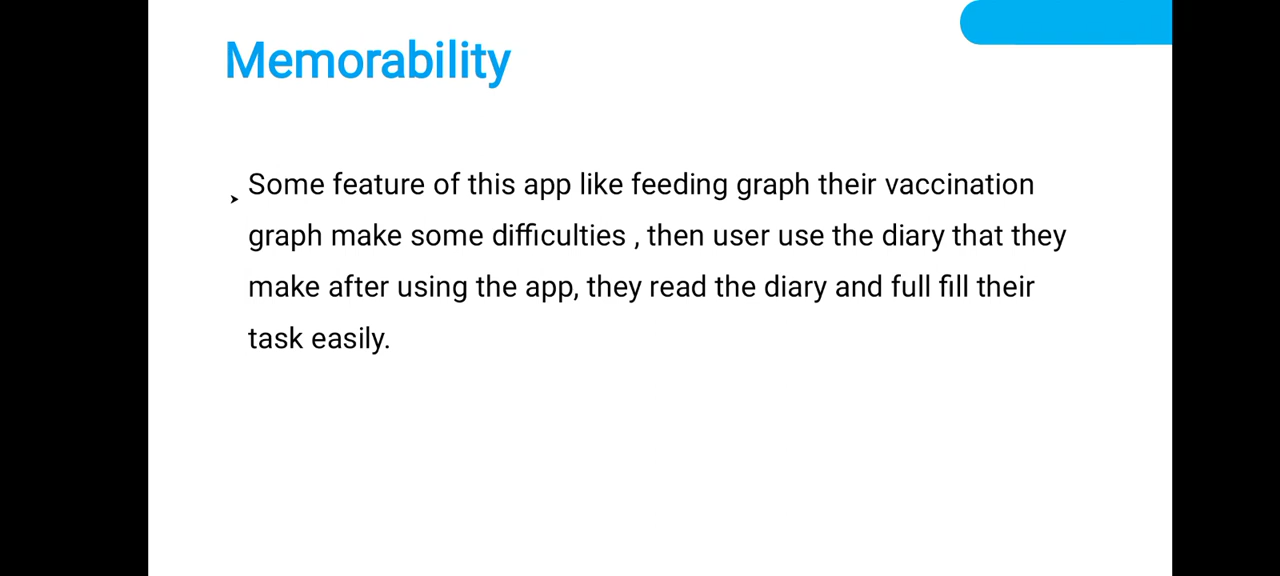 Memorability
Some feature of this app like feeding graph their vaccination
graph make some difficulties , then user use the diary that they
make after using the app, they read the diary and full fill their
task easily.